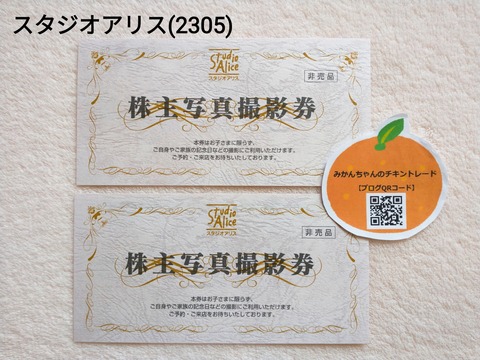 スタジオアリス(2305)
Studio Alice
スタジオアリス
非売品
株主写真撮影券
本券はお子さまに限らず、
ご自身やご家族の記念日などの撮影にご利用いただけます。
ご予約・ご来店をお待ちいたしております。
みかんちゃんのチキントレード
【ブログQRコード】
Studio Alice
スタジオアリス
非売品
株主写真撮影券
本券はお子さまに限らず、
ご自身やご家族の記念日などの撮影にご利用いただけます。
ご予約・ご来店をお待ちいたしております。